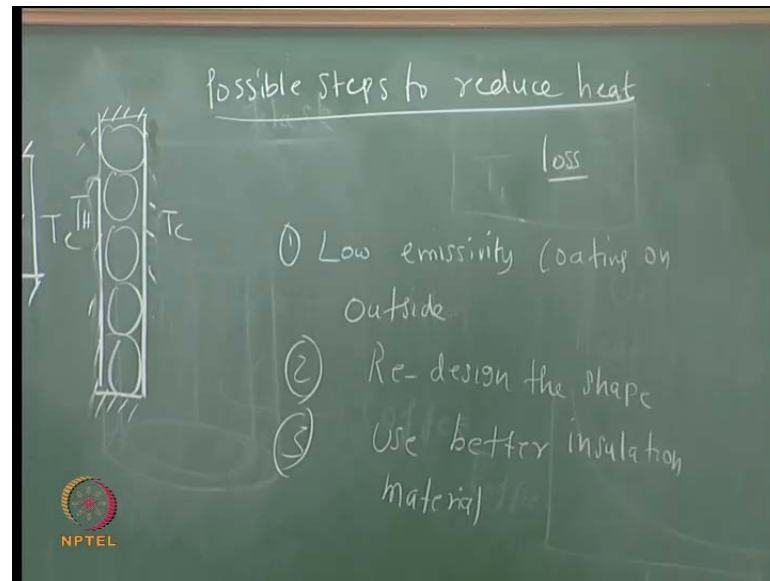 Possible steps to reduce heat
loss
T_c T_H T_c
① Low emissivity coating on
outside
② Re-design the shape
③ Use better insulation
material
NPTEL